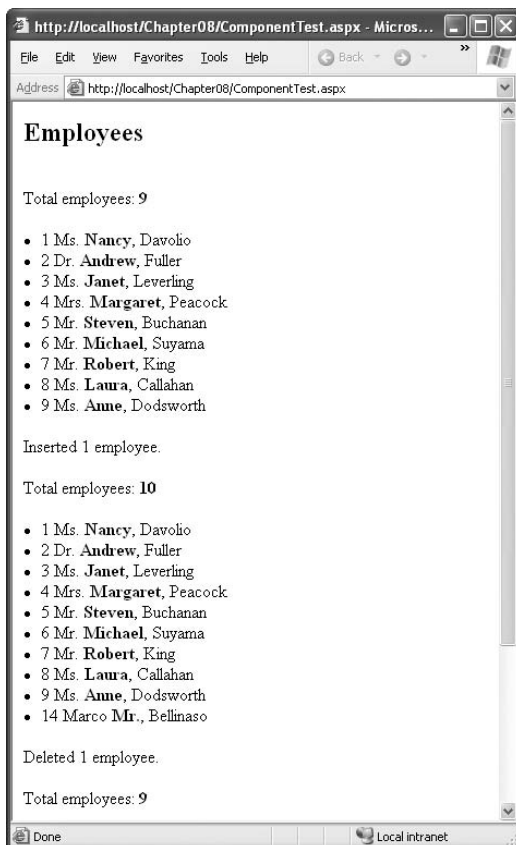 http://localhost/Chapter08/ComponentTest.aspx - Micros...
File Edit View Favorites Tools Help Back »
Address http://localhost/Chapter08/ComponentTest.aspx
Employees
Total employees: 9
• 1 Ms. Nancy, Davolio
• 2 Dr. Andrew, Fuller
• 3 Ms. Janet, Leverling
• 4 Mrs. Margaret, Peacock
• 5 Mr. Steven, Buchanan
• 6 Mr. Michael, Suyama
• 7 Mr. Robert, King
• 8 Ms. Laura, Callahan
• 9 Ms. Anne, Dodsworth
Inserted 1 employee.
Total employees: 10
• 1 Ms. Nancy, Davolio
• 2 Dr. Andrew, Fuller
• 3 Ms. Janet, Leverling
• 4 Mrs. Margaret, Peacock
• 5 Mr. Steven, Buchanan
• 6 Mr. Michael, Suyama
• 7 Mr. Robert, King
• 8 Ms. Laura, Callahan
• 9 Ms. Anne, Dodsworth
• 14 Marco Mr., Bellinaso
Deleted 1 employee.
Total employees: 9
Done Local intranet